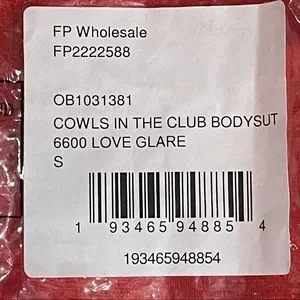 FP Wholesale
FP2222588
OB1031381
COWLS IN THE CLUB BODYSUT
6600 LOVE GLARE
S
1 93465 94885 4
193465948854